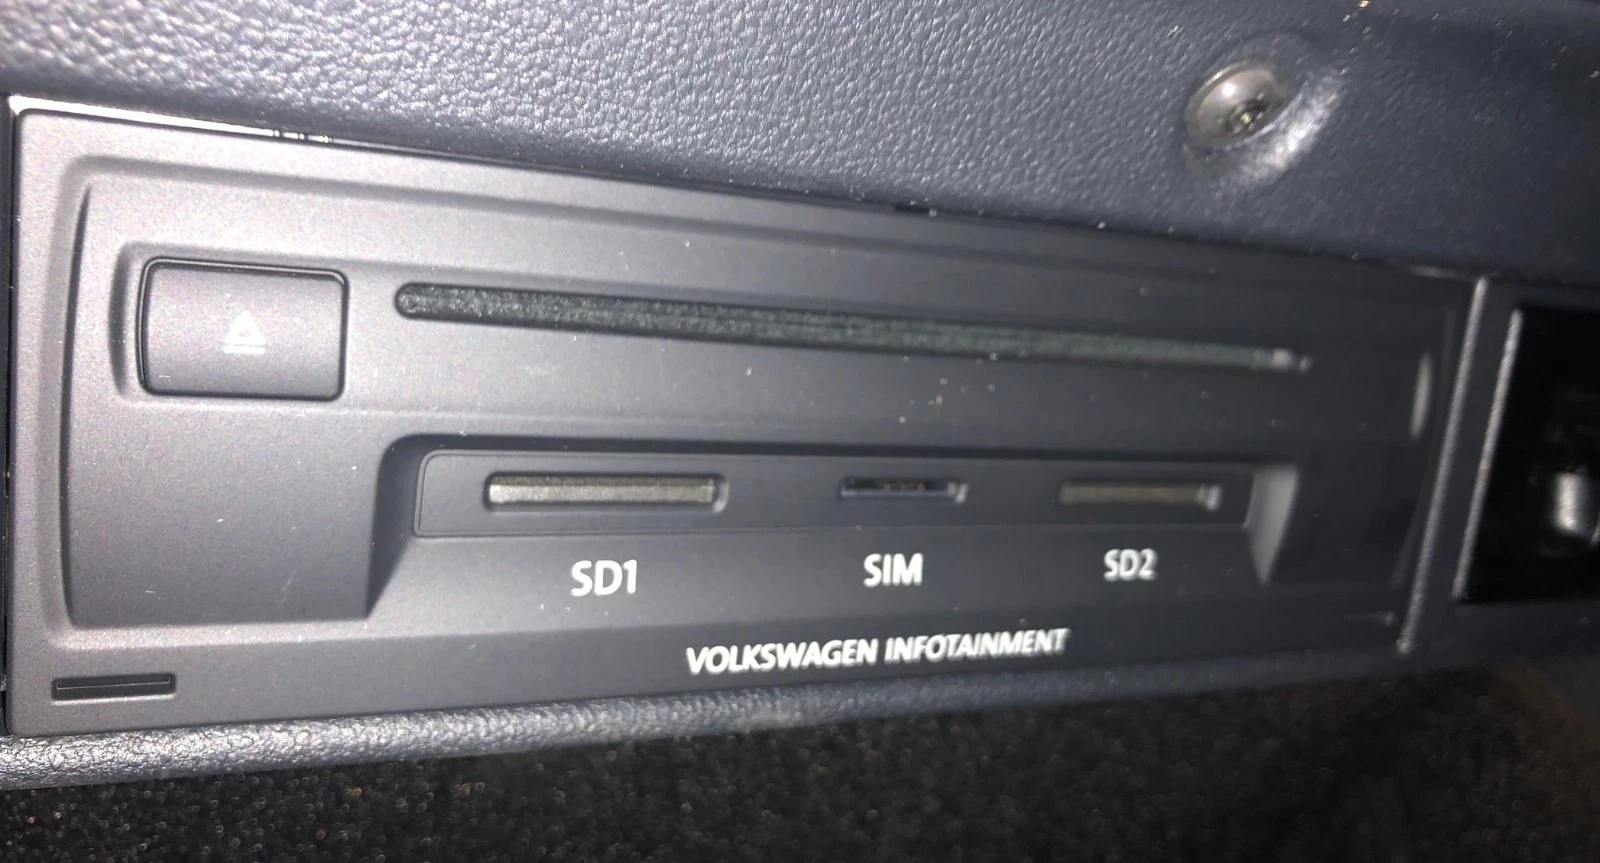 SD1 SIM SD2
VOLKSWAGEN INFOTAINMENT